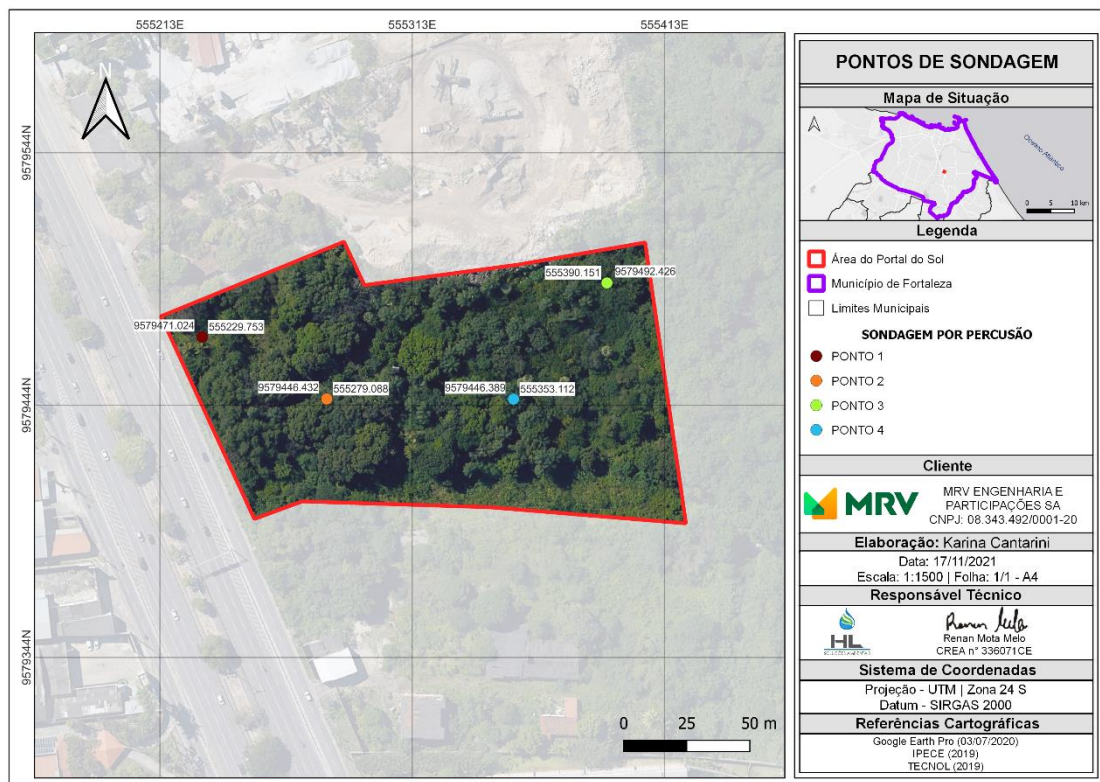 555213E
555313E
555413E
9579544N
9579444N
9579344N
N
555390.151
9579492.426
9579471.024
555229.753
9579446.432
555279.088
9579446.389
555353.112
0 25 50 m
PONTOS DE SONDAGEM
Mapa de Situação
Oceano Atlântico
0 5 10 km
Legenda
Área do Portal do Sol
Município de Fortaleza
Limites Municipais
SONDAGEM POR PERCUSÃO
PONTO 1
PONTO 2
PONTO 3
PONTO 4
Cliente
MRV
MRV ENGENHARIA E
PARTICIPAÇÕES SA
CNPJ: 08.343.492/0001-20
Elaboração: Karina Cantarini
Data: 17/11/2021
Escala: 1:1500 | Folha: 1/1 - A4
Responsável Técnico
HL
SOLUÇÕES AMBIENTAIS
Renan Mota Melo
CREA n° 336071CE
Sistema de Coordenadas
Projeção - UTM | Zona 24 S
Datum - SIRGAS 2000
Referências Cartográficas
Google Earth Pro (03/07/2020)
IPECE (2019)
TECNOL (2019)